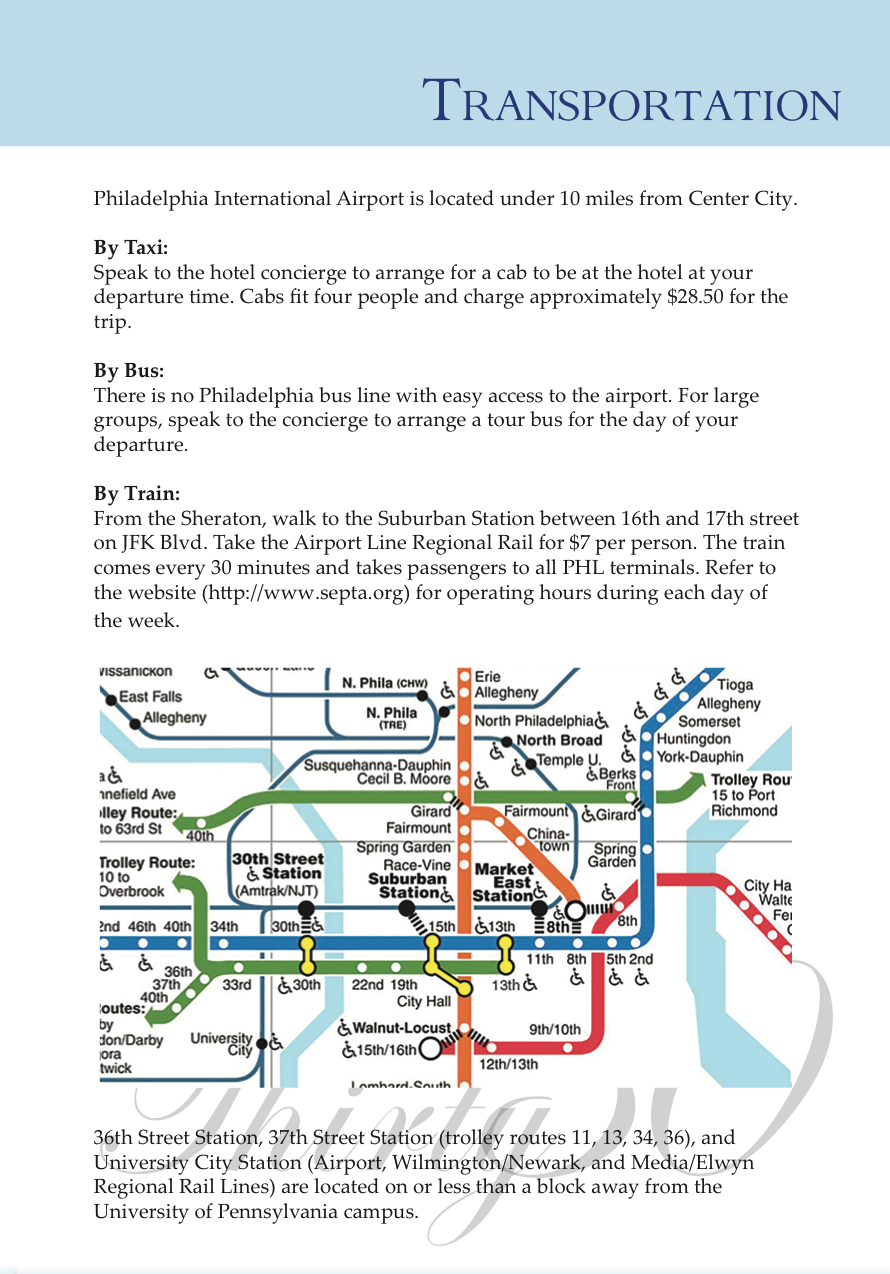 TRANSPORTATION
Philadelphia International Airport is located under 10 miles from Center City.
By Taxi:
Speak to the hotel concierge to arrange for a cab to be at the hotel at your
departure time. Cabs fit four people and charge approximately $28.50 for the
trip.
By Bus:
There is no Philadelphia bus line with easy access to the airport. For large
groups, speak to the concierge to arrange a tour bus for the day of your
departure.
By Train:
From the Sheraton, walk to the Suburban Station between 16th and 17th street
on JFK Blvd. Take the Airport Line Regional Rail for $7 per person. The train
comes every 30 minutes and takes passengers to all PHL terminals. Refer to
the website (http://www.septa.org) for operating hours during each day of
the week.
East Falls
Allegheny
N. Phila (CHW)
N. Phila
(TRE)
Erie
Allegheny
North Philadelphia
North Broad
Temple U.
Tioga
Allegheny
Somerset
Huntingdon
York-Dauphin
Berks
Front
Susquehanna-Dauphin
Cecil B. Moore
nnefield Ave
lley Route:
to 63rd St
40th
Girard
Fairmount
Spring Garden
Race-Vine
Fairmount
China-
town
Girard
Spring
Garden
Trolley Rou
15 to Port
Richmond
Trolley Route:
10 to
Overbrook
30th Street
Station
(Amtrak/NJT)
Suburban
Station
Market
East
Station
City Ha
Walt
Fe
2nd 46th 40th 34th 30th 15th 13th 8th 8th
11th 8th 5th 2nd
36th
37th
40th
33rd 30th 22nd 19th 13th
City Hall
outes:
by
don/Darby
ora
twick
University
City
Walnut-Locust
15th/16th
9th/10th
12th/13th
Lombard-South
Thirty
36th Street Station, 37th Street Station (trolley routes 11, 13, 34, 36), and
University City Station (Airport, Wilmington/Newark, and Media/Elwyn
Regional Rail Lines) are located on or less than a block away from the
University of Pennsylvania campus.